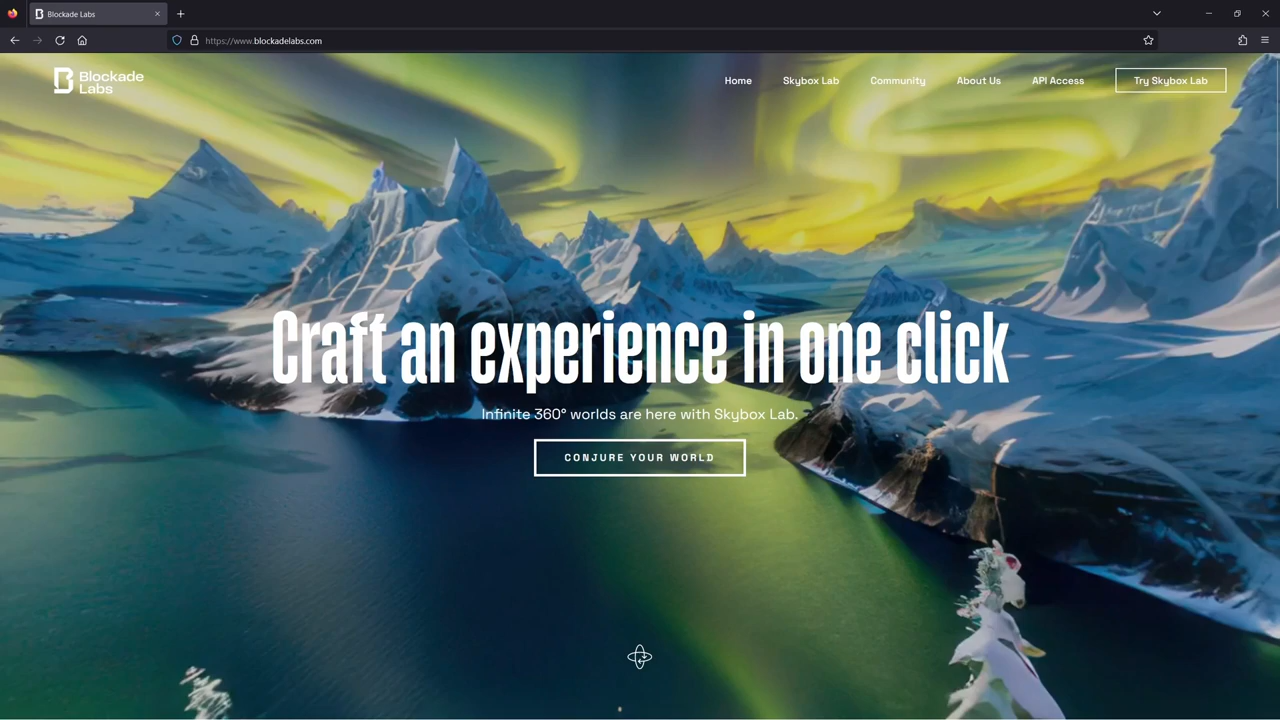 Blockade Labs
https://www.blockadelabs.com
Blockade
Labs
Home
Skybox Lab
Community
About Us
API Access
Try Skybox Lab
Craft an experience in one click
Infinite 360° worlds are here with Skybox Lab.
CONJURE YOUR WORLD